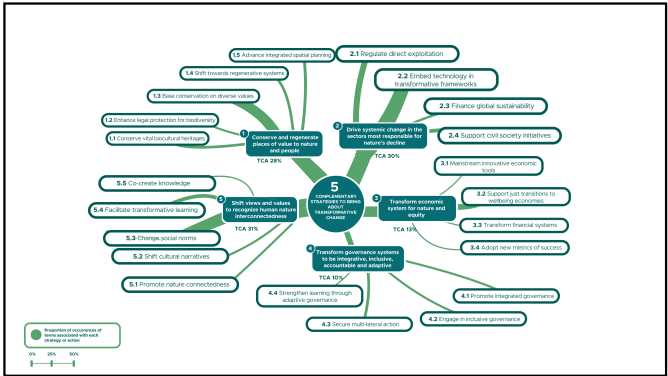 1.5 Advance integrated spatial planning
2.1 Regulate direct exploitation
1.4 Shift towards regenerative systems
2.2 Embed technology in
transformative frameworks
1.3 Base conservation on diverse values
2.3 Finance global sustainability
1.2 Enhance legal protection for biodiversity
1
Conserve and regenerate
places of value to nature
and people
TCA 28%
2
Drive systemic change in the
sectors most responsible for
nature's decline
TCA 30%
2.4 Support civil society initiatives
1.1 Conserve vital biocultural heritages
3.1 Mainstream innovative economic
tools
5.5 Co-create knowledge
5
COMPLEMENTARY
STRATEGIES TO BRING
ABOUT
TRANSFORMATIVE
CHANGE
3.2 Support just transitions to
wellbeing economies
5
Shift views and values
to recognize human nature
interconnectedness
TCA 31%
3
Transform economic
system for nature and
equity
TCA 13%
5.4 Facilitate transformative learning
3.3 Transform financial systems
5.3 Change social norms
3.4 Adopt new metrics of success
5.2 Shift cultural narratives
4
Transform governance systems
to be integrative, inclusive,
accountable and adaptive
TCA 10%
5.1 Promote nature connectedness
4.4 Strengthen learning through
adaptive governance
4.1 Promote integrated governance
4.3 Secure multi-lateral action
4.2 Engage in inclusive governance
Proportion of occurrences of
terms associated with each
strategy or action
0% 25% 50%